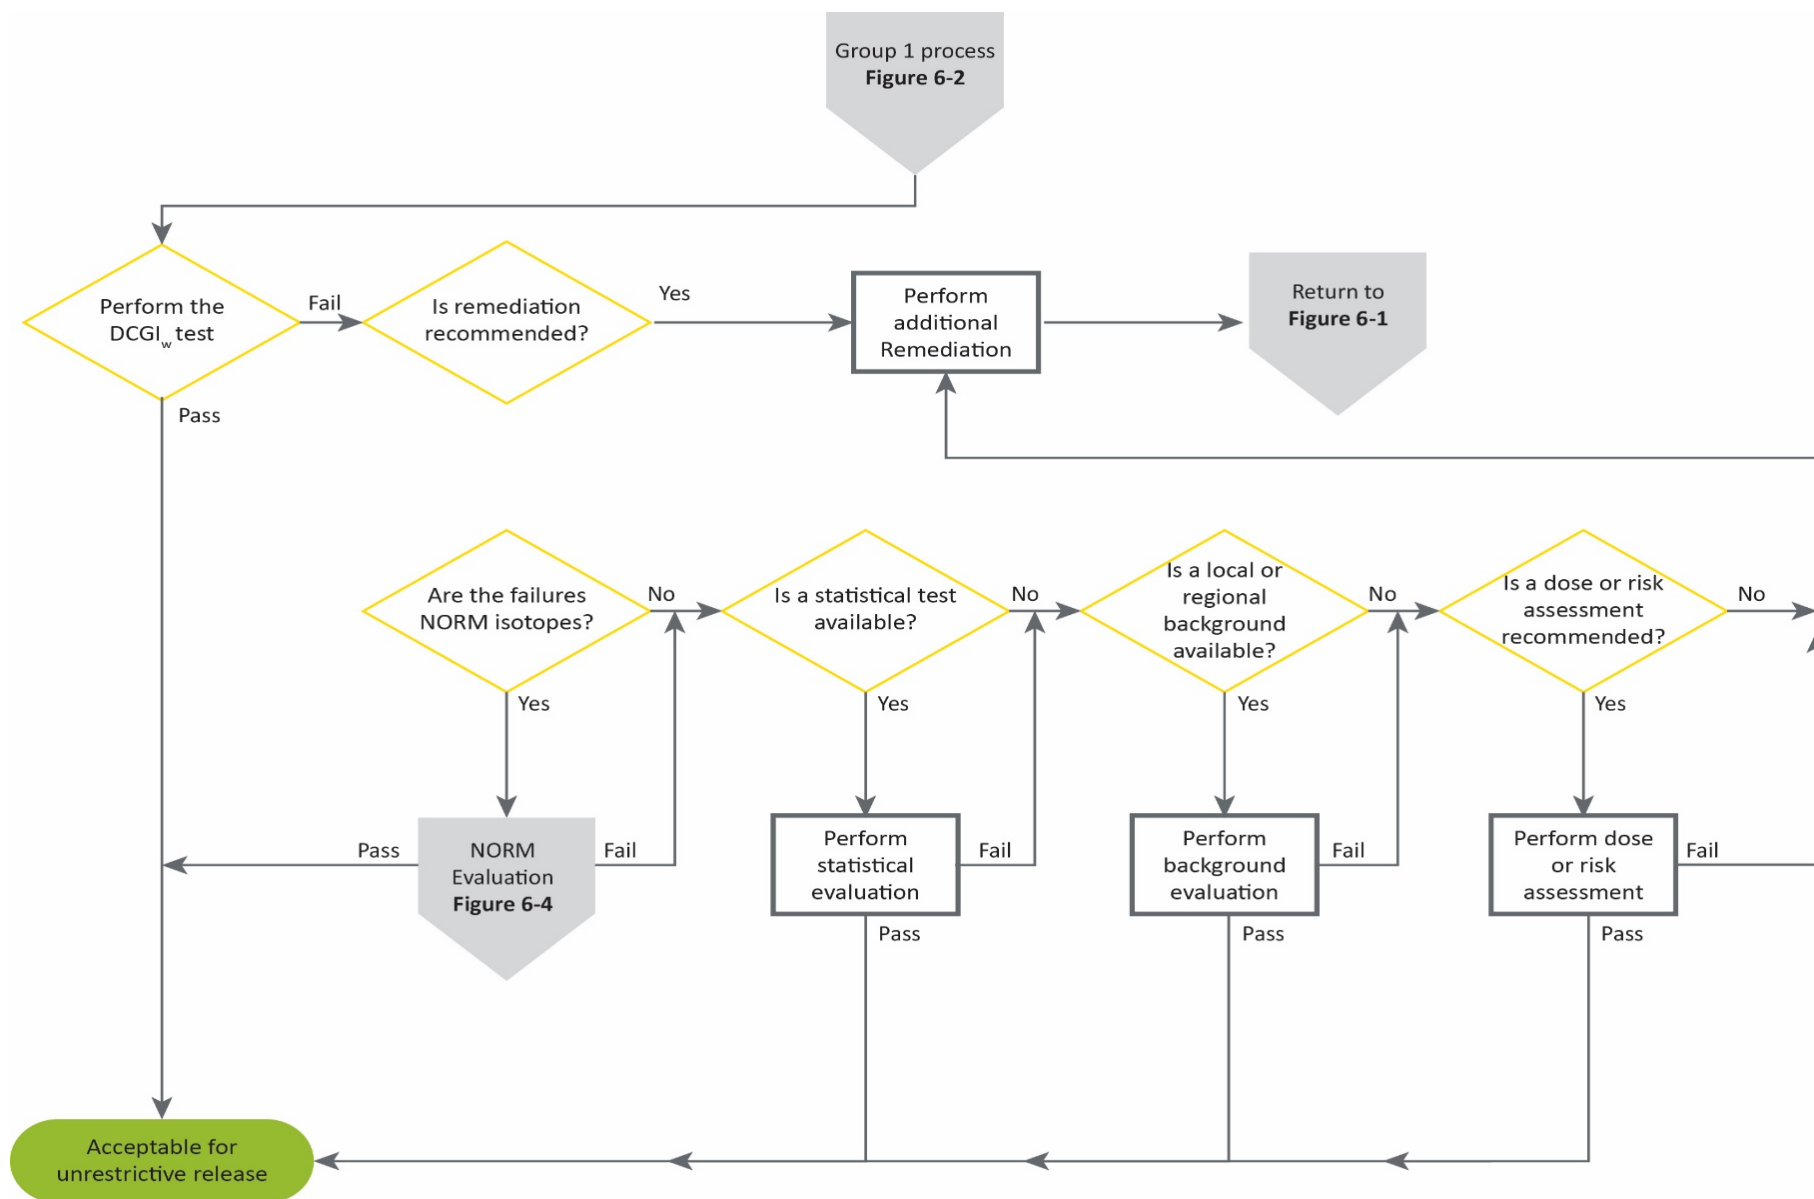 Group 1 process
Figure 6-2
Perform the
DCGIw test
Fail
Pass
Is remediation
recommended?
Yes
Perform
additional
Remediation
Return to
Figure 6-1
Are the failures
NORM isotopes?
No
Yes
Is a statistical test
available?
No
Yes
Is a local or
regional
background
available?
No
Yes
Is a dose or risk
assessment
recommended?
No
Yes
Pass
NORM
Evaluation
Figure 6-4
Fail
Perform
statistical
evaluation
Fail
Pass
Perform
background
evaluation
Fail
Pass
Perform dose
or risk
assessment
Fail
Pass
Acceptable for
unrestrictive release